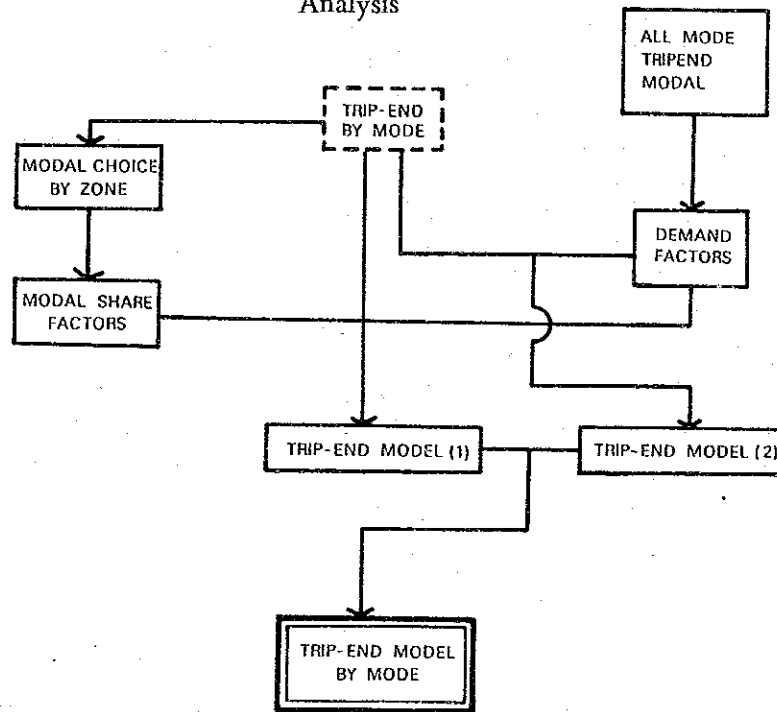 Analysis
ALL MODE
TRIPEND
MODAL
TRIP-END
BY MODE
MODAL CHOICE
BY ZONE
DEMAND
FACTORS
MODAL SHARE
FACTORS
TRIP-END MODEL (1)
TRIP-END MODEL (2)
TRIP-END MODEL
BY MODE